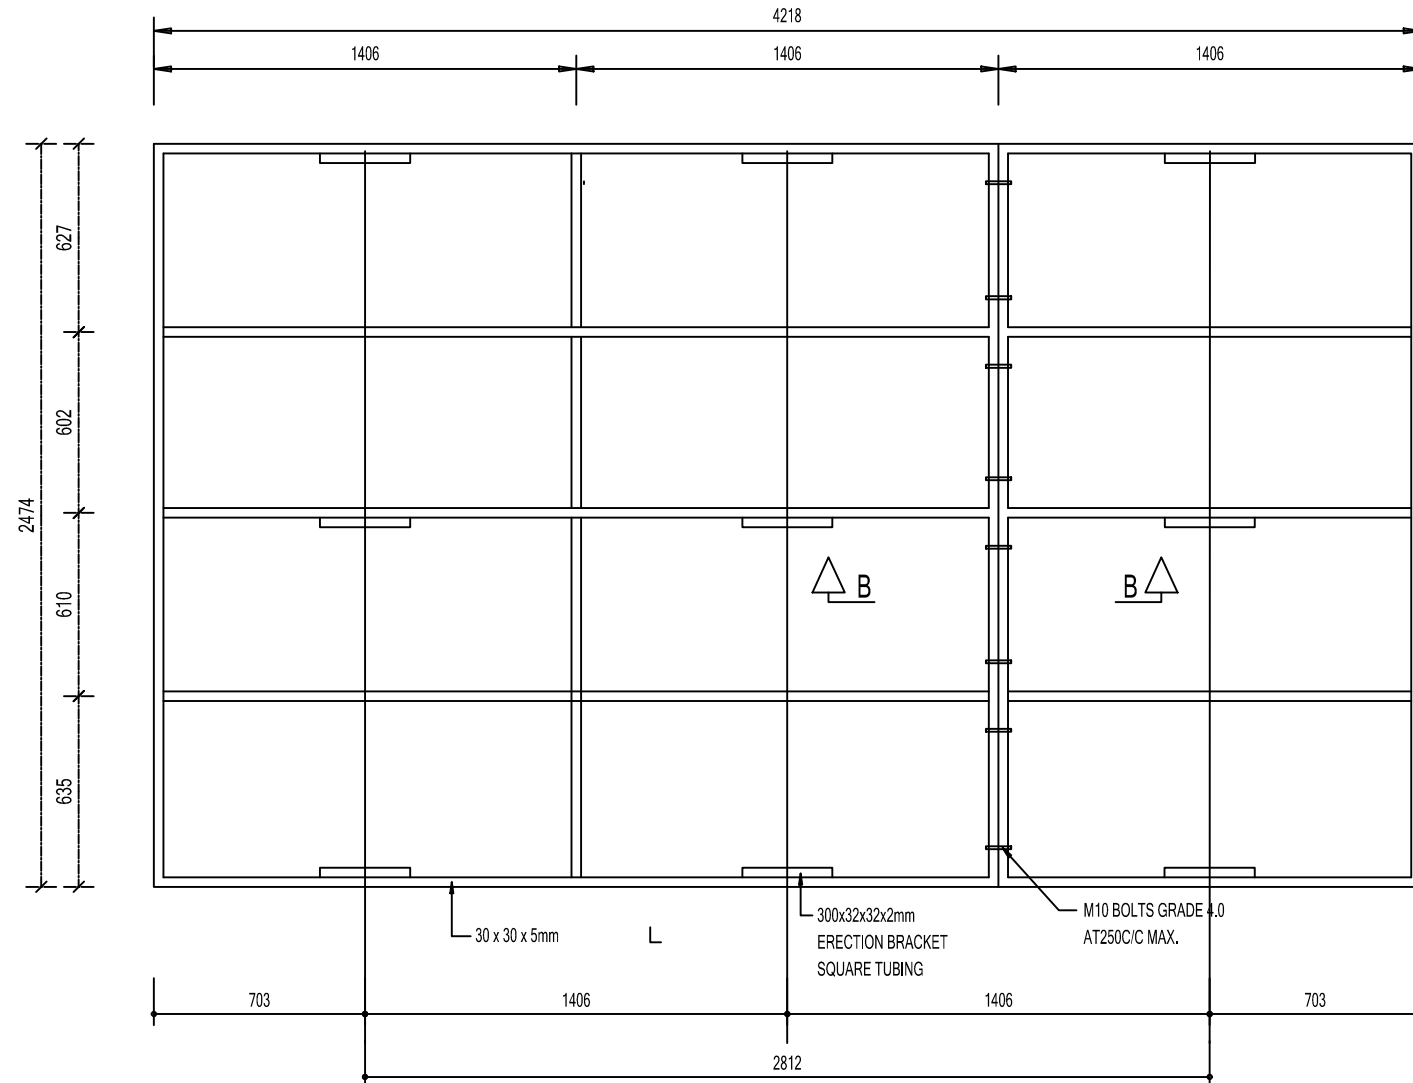 4218
1406
1406
1406
627
602
2474
610
635
B
B
30 x 30 x 5mm
L
300x32x32x2mm
ERECTION BRACKET
SQUARE TUBING
M10 BOLTS GRADE 4.0
AT250C/C MAX.
703
1406
1406
703
2812